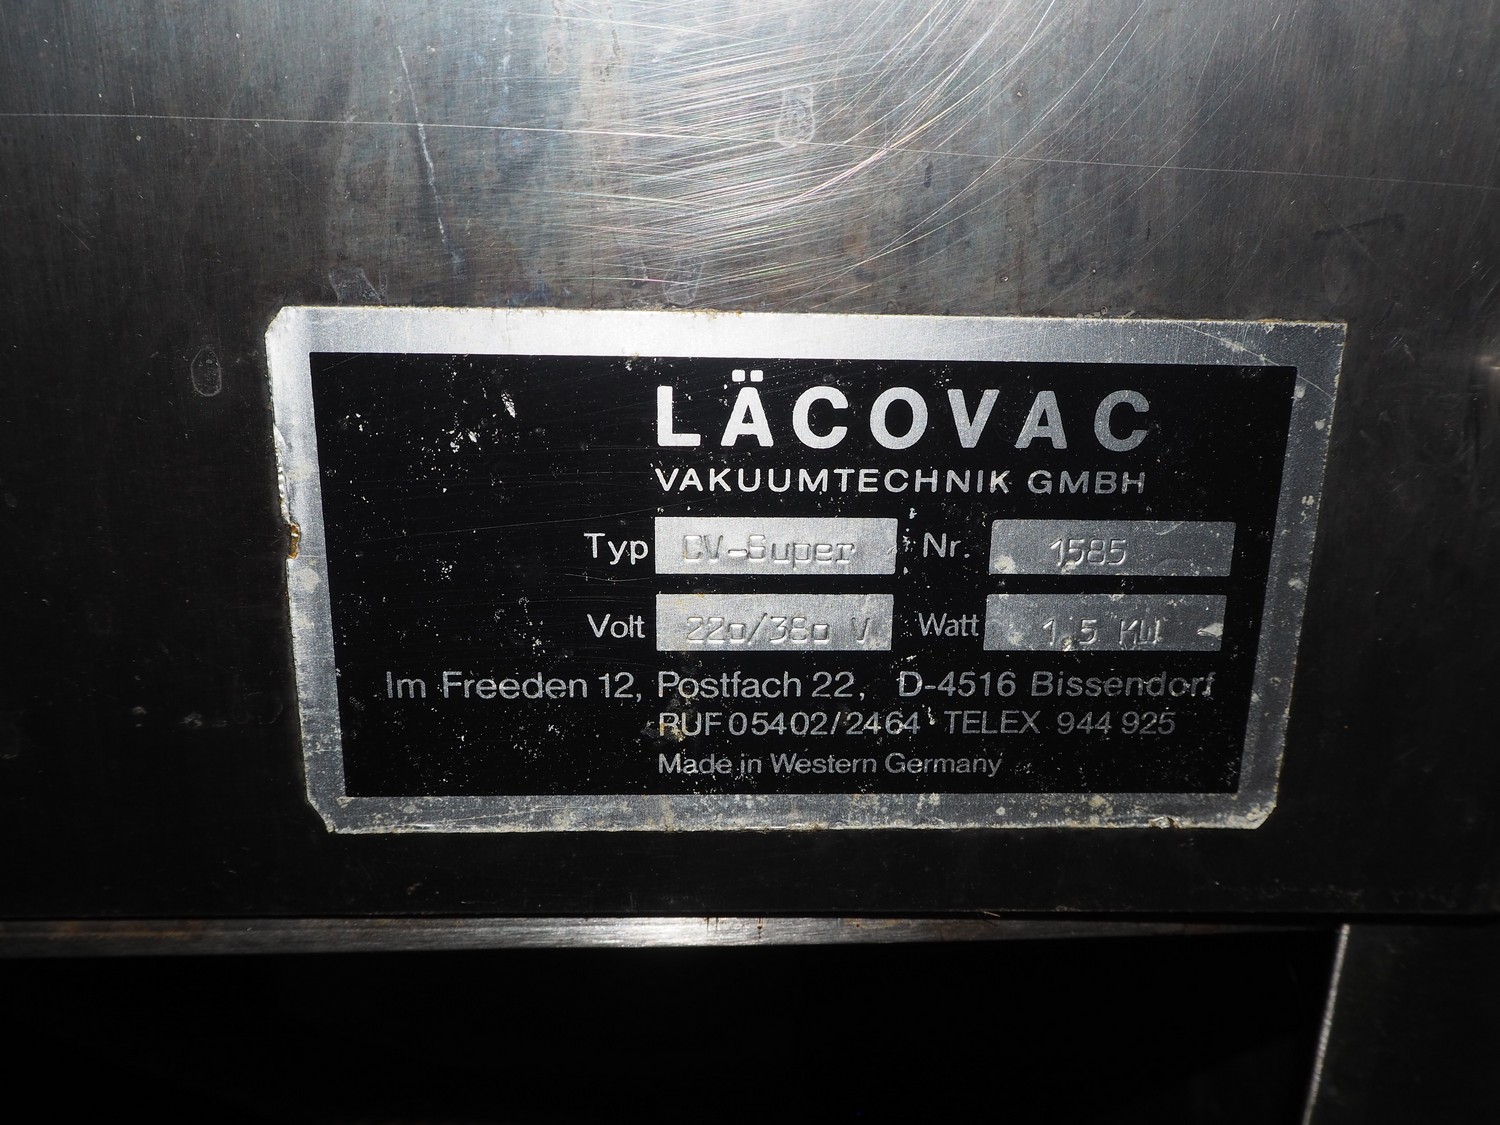 LÄCOVAC
VAKUUMTECHNIK GMBH
Typ CV-Super Nr. 1585
Volt 220/380 V Watt 1,5 KW
Im Freeden 12, Postfach 22, D-4516 Bissendorf
RUF 05402/2464 TELEX 944 925
Made in Western Germany